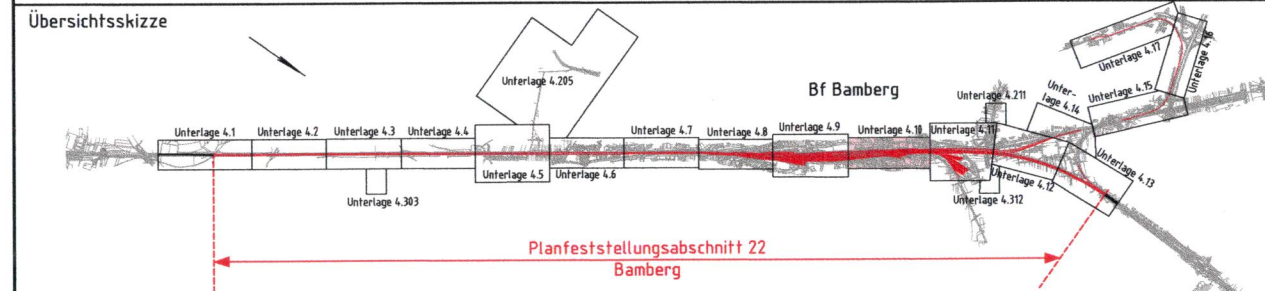 Übersichtsskizze
Unterlage 4.1
Unterlage 4.2
Unterlage 4.3
Unterlage 4.4
Unterlage 4.205
Unterlage 4.5
Unterlage 4.6
Unterlage 4.7
Unterlage 4.8
Unterlage 4.9
Bf Bamberg
Unterlage 4.10
Unterlage 4.11
Unterlage 4.211
Unter-
lage 4.14
Unterlage 4.15
Unterlage 4.16
Unterlage 4.17
Unterlage 4.12
Unterlage 4.13
Unterlage 4.303
Unterlage 4.312
Planfeststellungsabschnitt 22
Bamberg